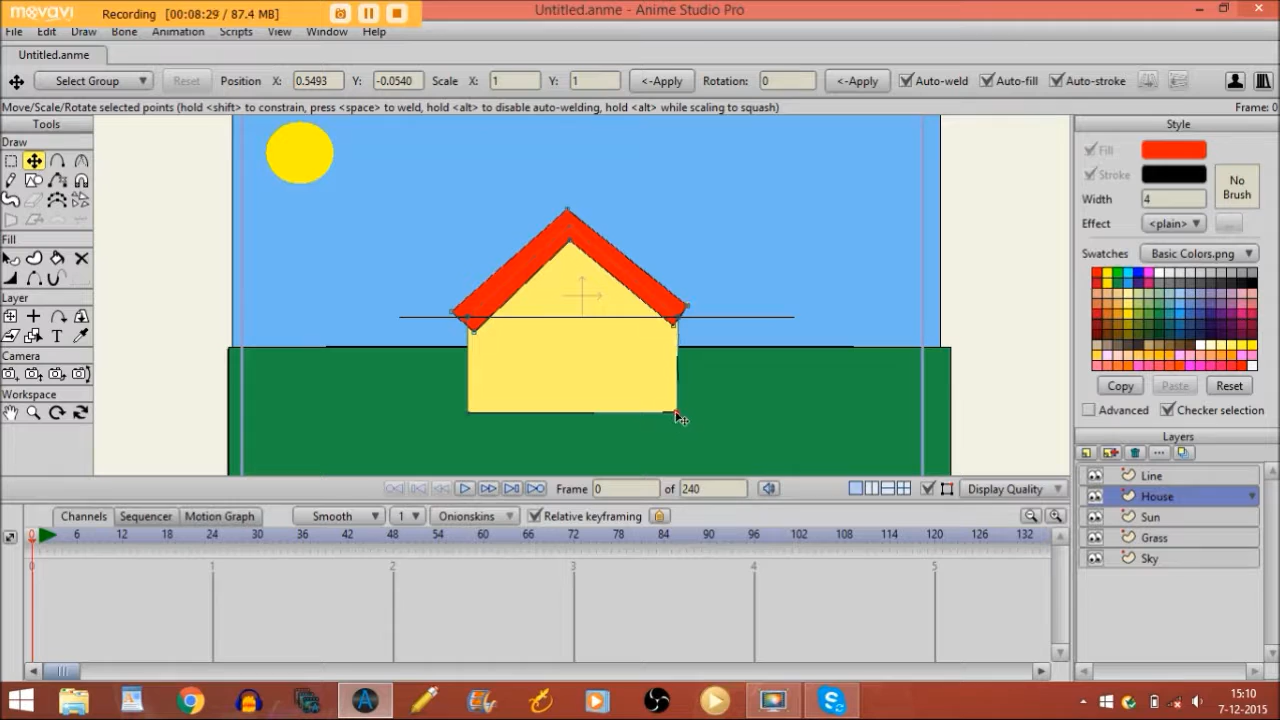 movavi Recording [00:08:29 / 87.4 MB]
Untitled.anme - Anime Studio Pro
File Edit Draw Bone Animation Scripts View Window Help
Untitled.anme
Select Group Reset Position X: 0.5493 Y: -0.0540 Scale X: 1 Y: 1 <-Apply Rotation: 0 <-Apply Auto-weld Auto-fill Auto-stroke
Move/Scale/Rotate selected points (hold <shift> to constrain, press <space> to weld, hold <alt> to disable auto-welding, hold <alt> while scaling to squash) Frame: 0
Tools
Draw
Fill
Layer
T
Camera
Workspace
Style
Fill
Stroke
Width 4
No Brush
Effect <plain> ...
Swatches Basic Colors.png
Copy Paste Reset
Advanced Checker selection
Layers
Line
House
Sun
Grass
Sky
Frame 0 of 240 Display Quality
Channels Sequencer Motion Graph Smooth 1 Onionskins Relative keyframing
0 6 12 18 24 30 36 42 48 54 60 66 72 78 84 90 96 102 108 114 120 126 132
0 1 2 3 4 5
15:10
7-12-2015